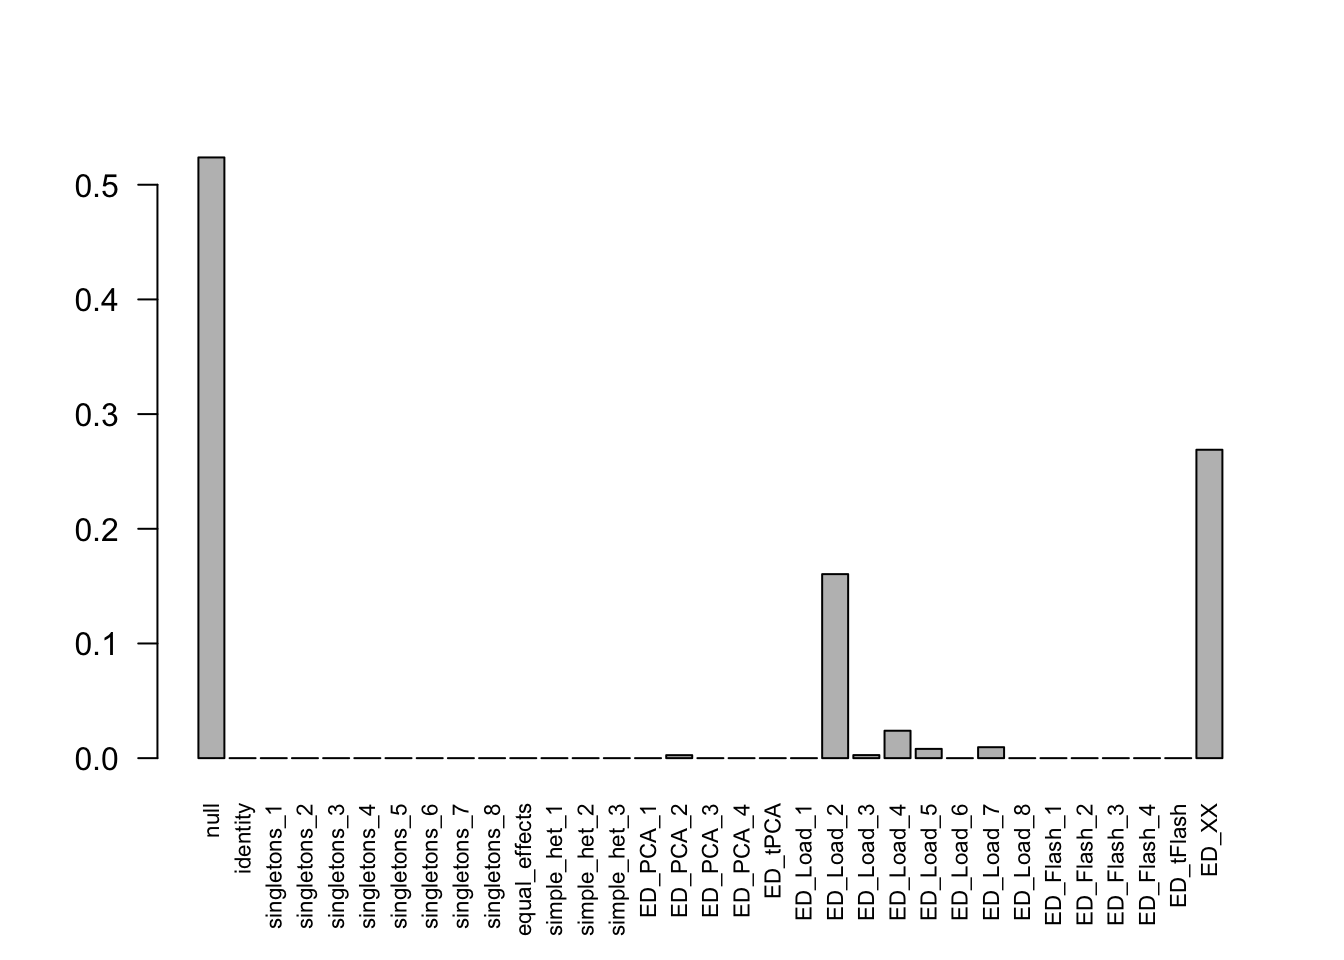 0.5
0.4
0.3
0.2
0.1
0.0
null
identity
singletons_1
singletons_2
singletons_3
singletons_4
singletons_5
singletons_6
singletons_7
singletons_8
equal_effects
simple_het_1
simple_het_2
simple_het_3
ED_PCA_1
ED_PCA_2
ED_PCA_3
ED_PCA_4
ED_tPCA
ED_Load_1
ED_Load_2
ED_Load_3
ED_Load_4
ED_Load_5
ED_Load_6
ED_Load_7
ED_Load_8
ED_Flash_1
ED_Flash_2
ED_Flash_3
ED_Flash_4
ED_tFlash
ED_XX